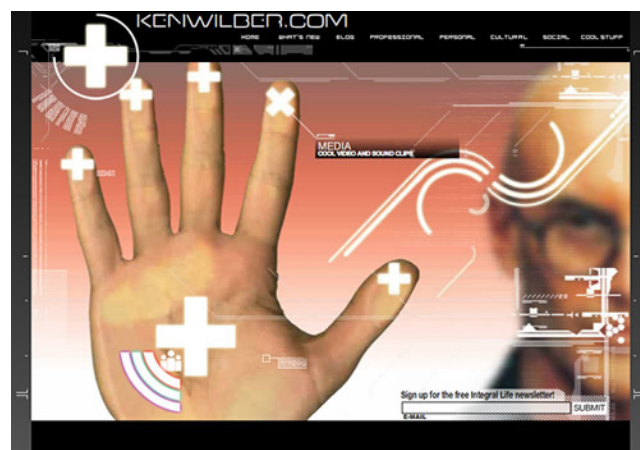 KENWILBER.COM
HOME WHAT'S NEW BLOG PROFESSIONAL PERSONAL CULTURAL SOCIAL COOL STUFF
MEDIA
COOL VIDEO AND SOUND CLIPS
Sign up for the free Integral Life newsletter!
SUBMIT
E-MAIL